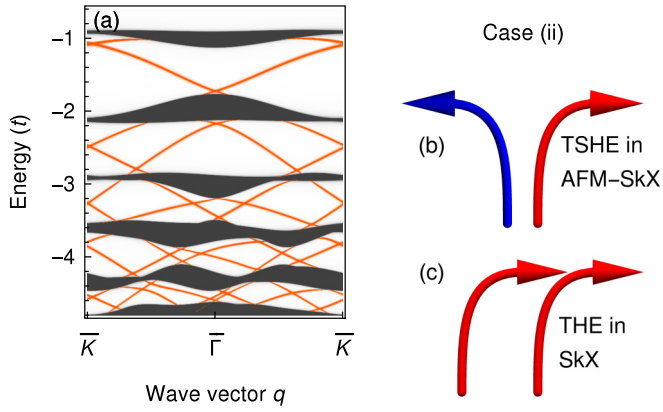 (a)
−1
−2
−3
−4
Energy (t)
K̅
Γ̅
K̅
Wave vector q
Case (ii)
(b)
TSHE in
AFM−SkX
(c)
THE in
SkX